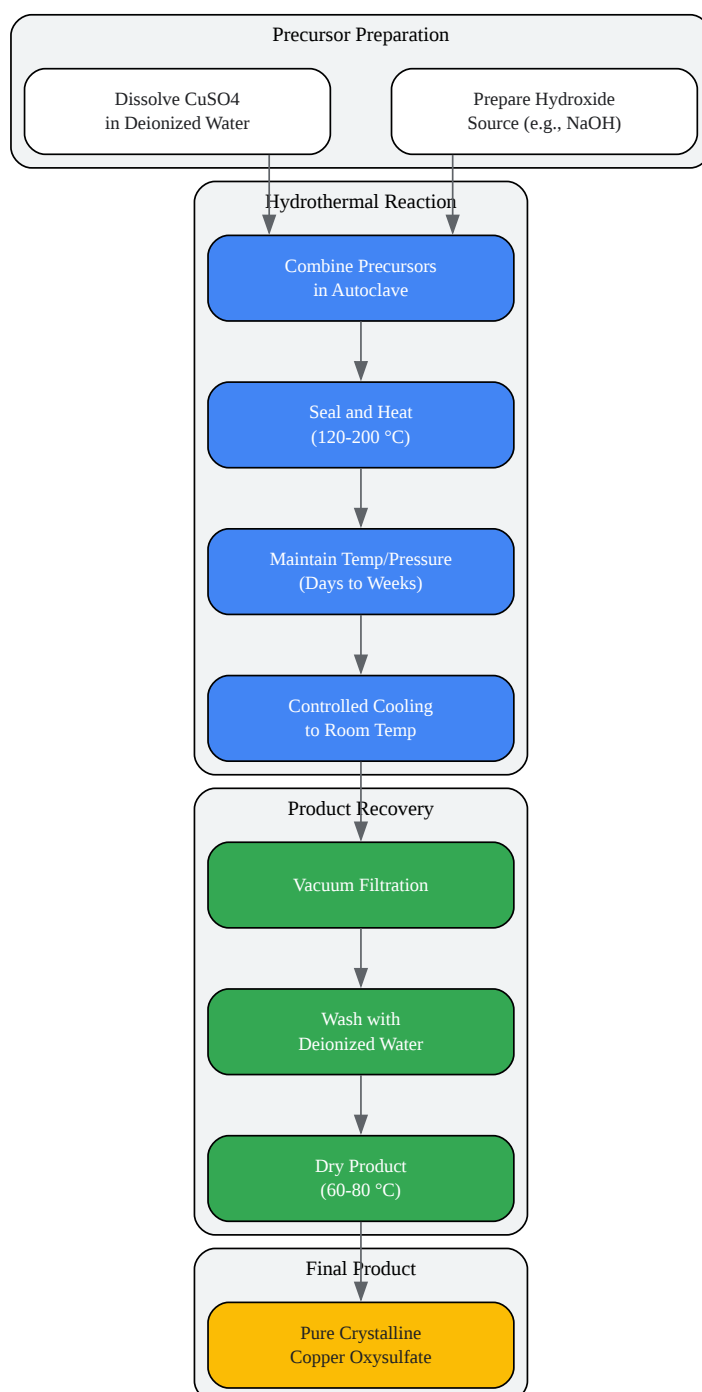 Precursor Preparation
Dissolve CuSO4
in Deionized Water
Prepare Hydroxide
Source (e.g., NaOH)
Hydrothermal Reaction
Combine Precursors
in Autoclave
Seal and Heat
(120-200 °C)
Maintain Temp/Pressure
(Days to Weeks)
Controlled Cooling
to Room Temp
Product Recovery
Vacuum Filtration
Wash with
Deionized Water
Dry Product
(60-80 °C)
Final Product
Pure Crystalline
Copper Oxysulfate